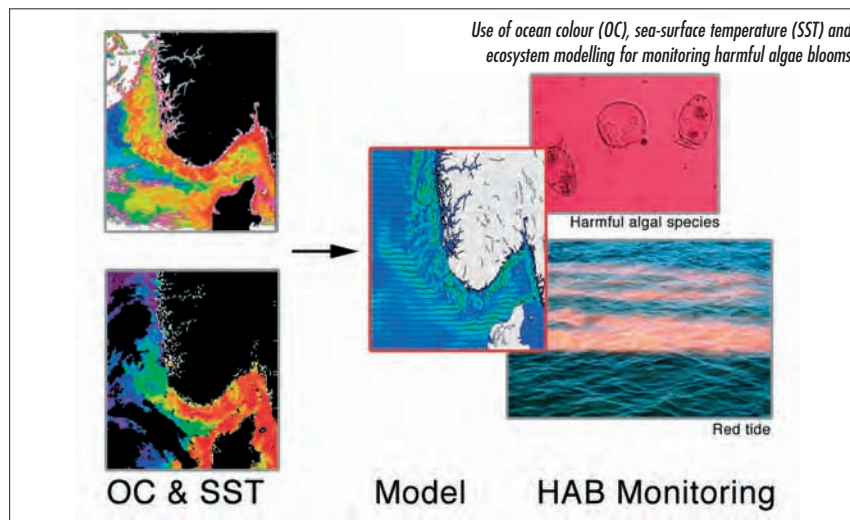 Use of ocean colour (OC), sea-surface temperature (SST) and
ecosystem modelling for monitoring harmful algae blooms
Harmful algal species
Red tide
OC & SST
Model
HAB Monitoring